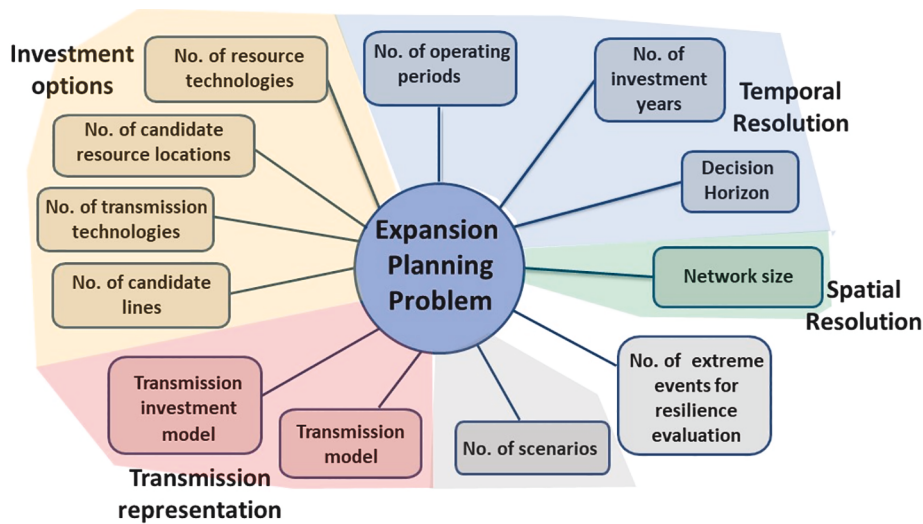 Investment
options
No. of resource
technologies
No. of candidate
resource locations
No. of transmission
technologies
No. of candidate
lines
No. of operating
periods
No. of
investment
years
Temporal
Resolution
Decision
Horizon
Expansion
Planning
Problem
Network size
Spatial
Resolution
No. of extreme
events for
resilience
evaluation
No. of scenarios
Transmission
investment
model
Transmission
model
Transmission
representation